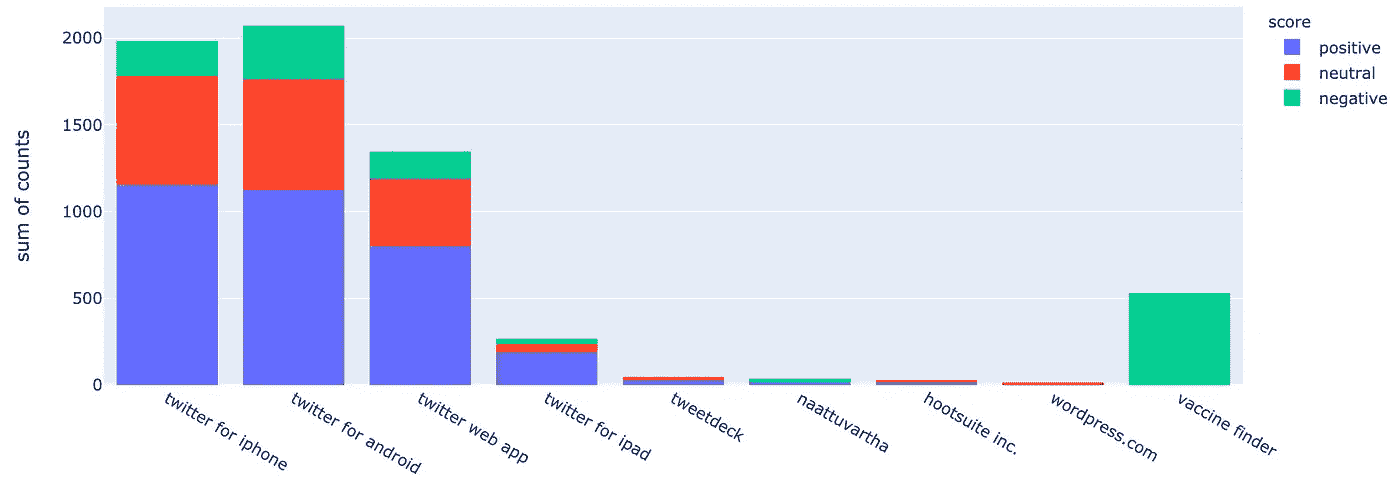 score
positive
neutral
negative
sum of counts
2000
1500
1000
500
0
twitter for iphone
twitter for android
twitter web app
twitter for ipad
tweetdeck
naattuvartha
hootsuite inc.
wordpress.com
vaccine finder